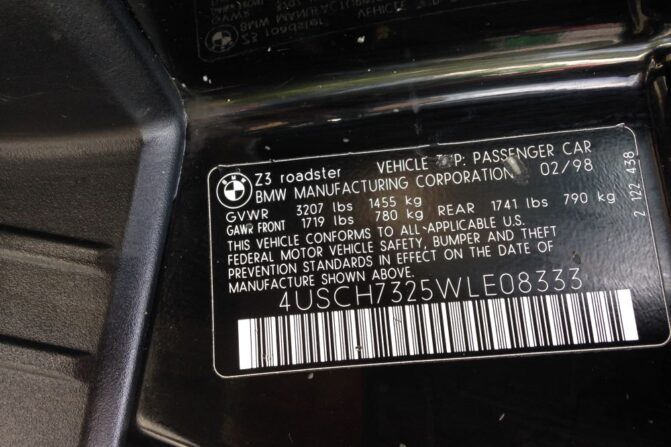 Z3 roadster VEHICLE TYP: PASSENGER CAR
BMW MANUFACTURING CORPORATION 02/98
GVWR 3207 lbs 1455 kg
GAWR FRONT 1719 lbs 780 kg REAR 1741 lbs 790 kg
THIS VEHICLE CONFORMS TO ALL APPLICABLE U.S.
FEDERAL MOTOR VEHICLE SAFETY, BUMPER AND THEFT
PREVENTION STANDARDS IN EFFECT ON THE DATE OF
MANUFACTURE SHOWN ABOVE.
4USCH7325WLE08333
2 122 438